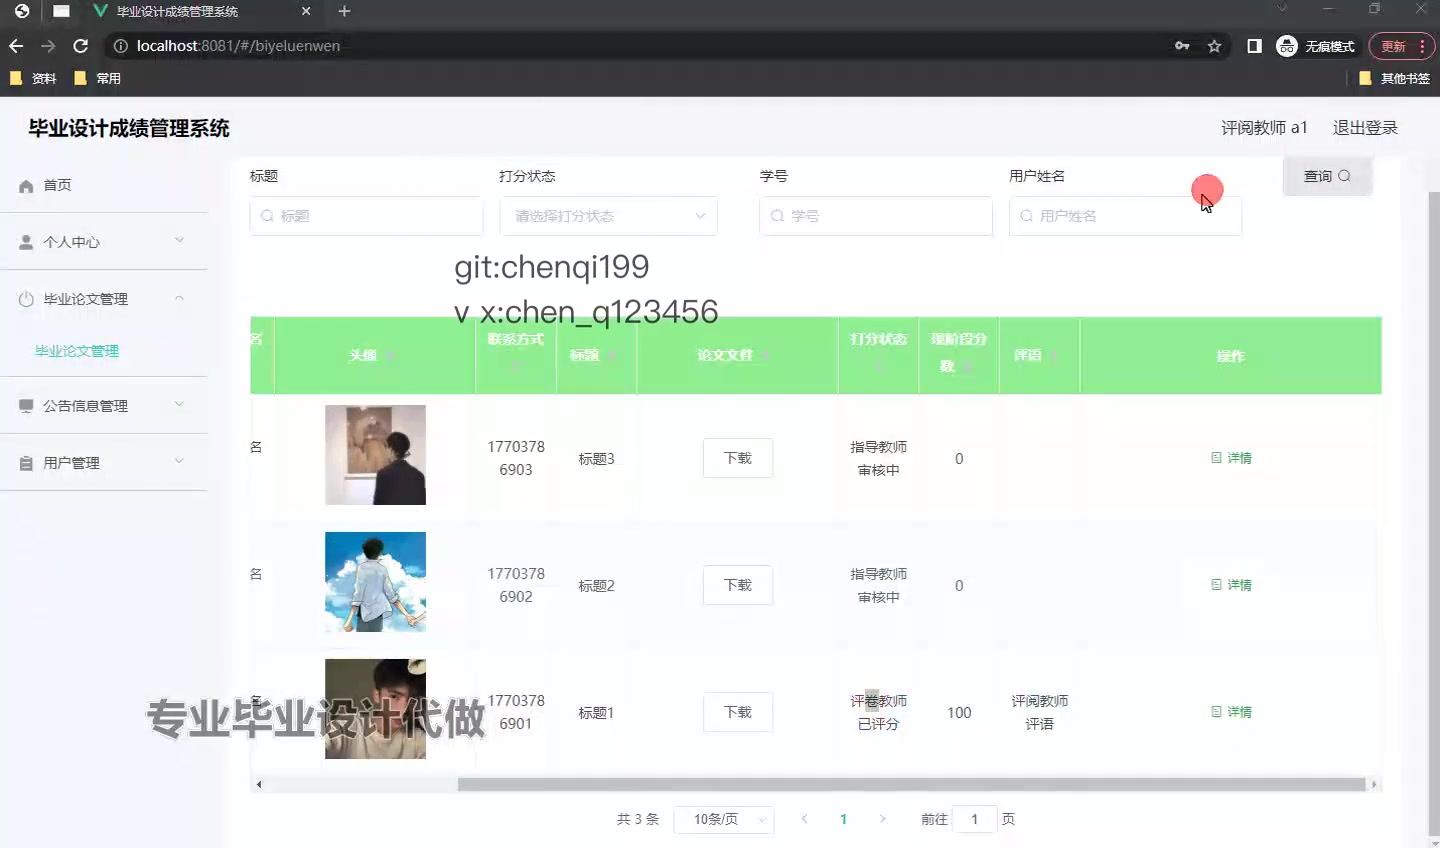 毕业设计成绩管理系统
localhost:8081/#/biyeluenwen
无痕模式
更新
资料
常用
其他书签
毕业设计成绩管理系统
评阅教师 a1
退出登录
首页
个人中心
毕业论文管理
毕业论文管理
公告信息管理
用户管理
标题
打分状态
学号
用户姓名
查询
标题
请选择打分状态
学号
用户姓名
git:chenqi199
v x:chen_q123456
名
头像
联系方式
标题
论文文件
打分状态
现阶段分数
评语
操作
名
1770378
6903
标题3
下载
指导教师
审核中
0
详情
名
1770378
6902
标题2
下载
指导教师
审核中
0
详情
名
1770378
6901
标题1
下载
评卷教师
已评分
100
评阅教师
评语
详情
专业毕业设计代做
共 3 条
10条/页
1
前往
1
页